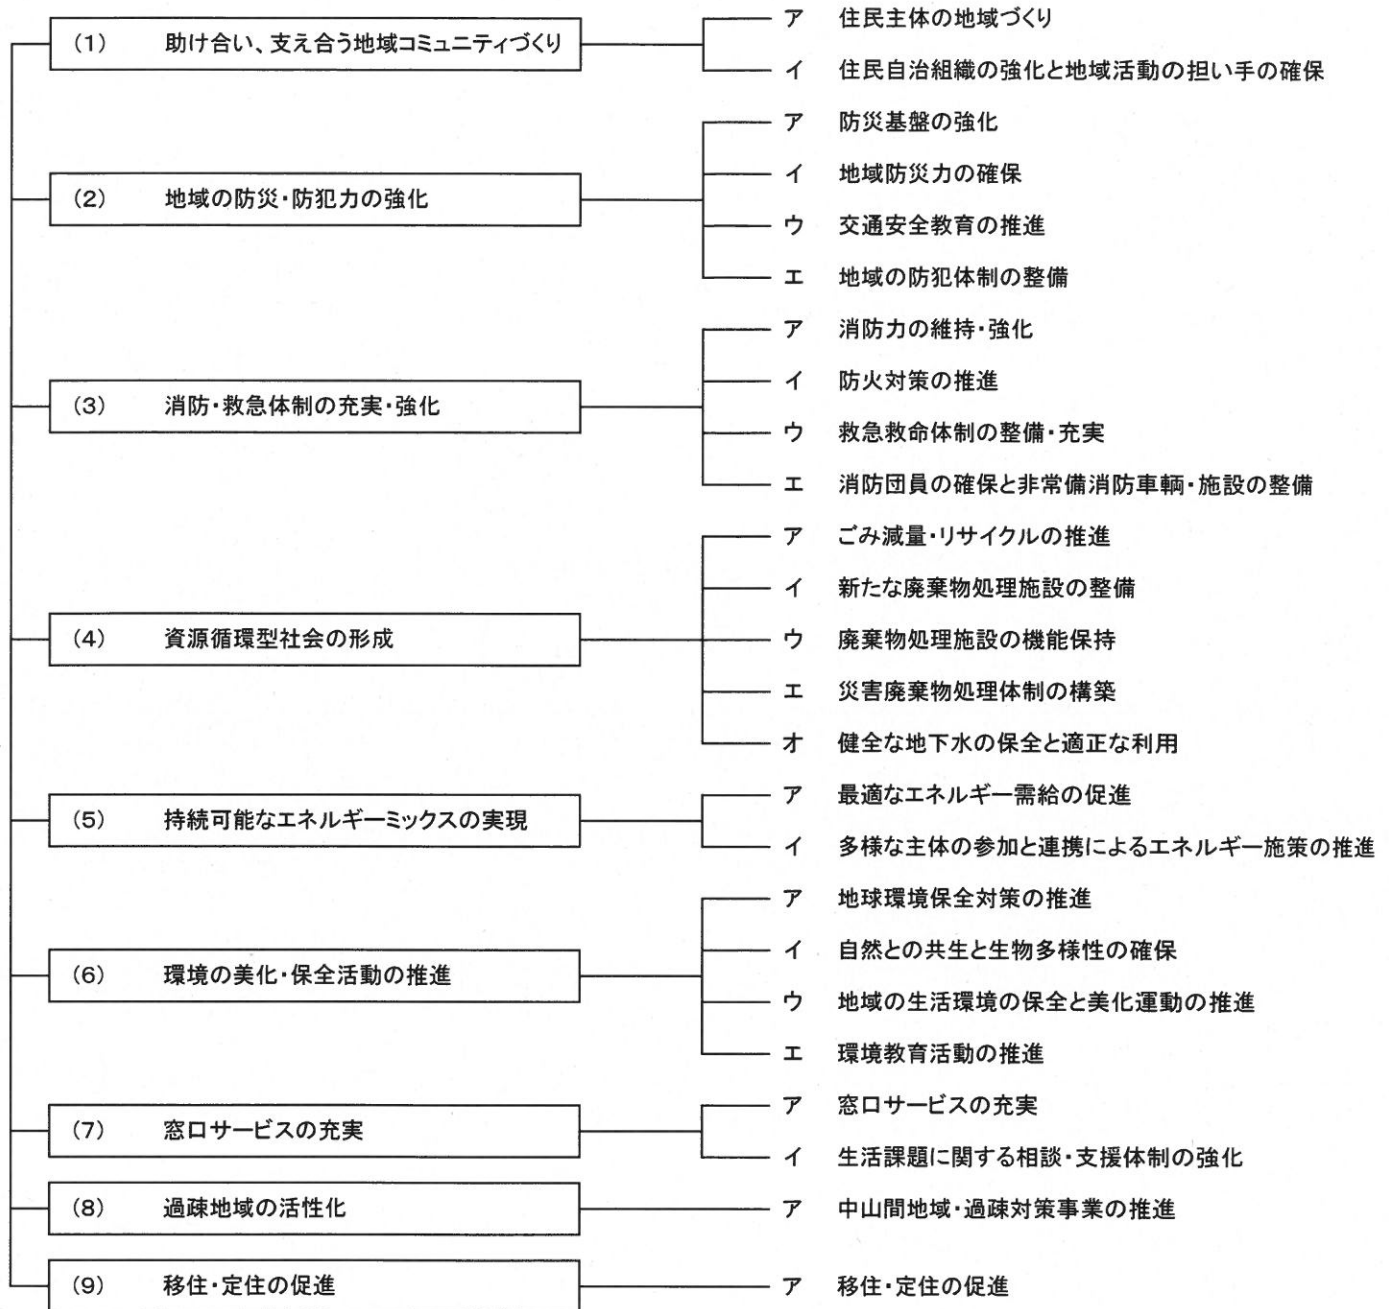 (1) 助け合い、支え合う地域コミュニティづくり
ア 住民主体の地域づくり
イ 住民自治組織の強化と地域活動の担い手の確保
(2) 地域の防災・防犯力の強化
ア 防災基盤の強化
イ 地域防災力の確保
ウ 交通安全教育の推進
エ 地域の防犯体制の整備
(3) 消防・救急体制の充実・強化
ア 消防力の維持・強化
イ 防火対策の推進
ウ 救急救命体制の整備・充実
エ 消防団員の確保と非常備消防車輌・施設の整備
(4) 資源循環型社会の形成
ア ごみ減量・リサイクルの推進
イ 新たな廃棄物処理施設の整備
ウ 廃棄物処理施設の機能保持
エ 災害廃棄物処理体制の構築
オ 健全な地下水の保全と適正な利用
(5) 持続可能なエネルギーミックスの実現
ア 最適なエネルギー需給の促進
イ 多様な主体の参加と連携によるエネルギー施策の推進
(6) 環境の美化・保全活動の推進
ア 地球環境保全対策の推進
イ 自然との共生と生物多様性の確保
ウ 地域の生活環境の保全と美化運動の推進
エ 環境教育活動の推進
(7) 窓口サービスの充実
ア 窓口サービスの充実
イ 生活課題に関する相談・支援体制の強化
(8) 過疎地域の活性化
ア 中山間地域・過疎対策事業の推進
(9) 移住・定住の促進
ア 移住・定住の促進